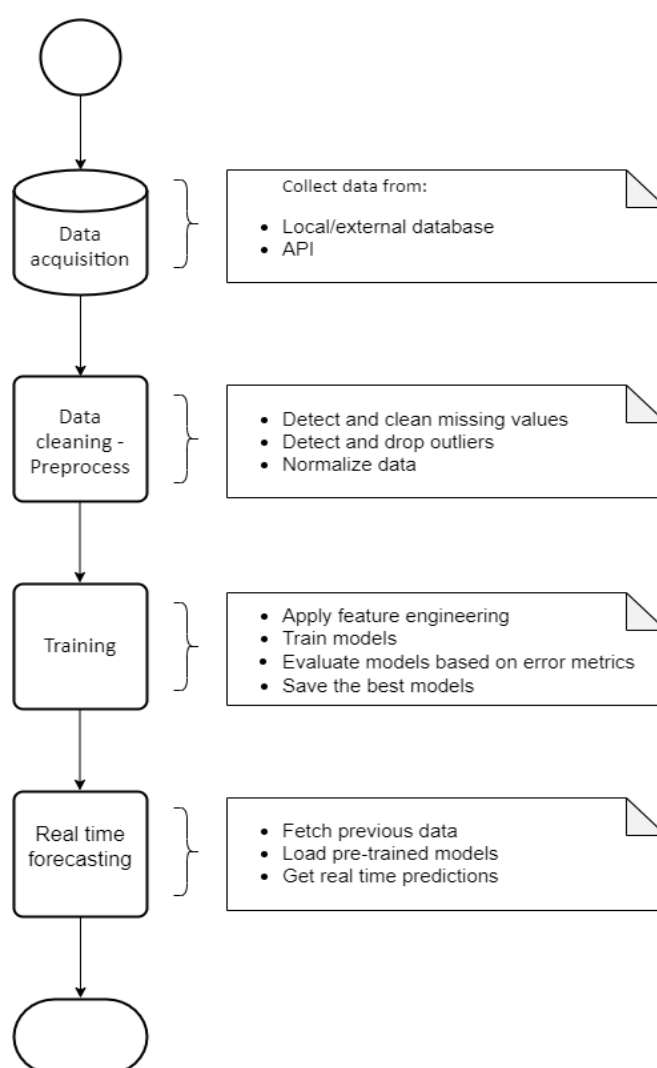 Data
acquisition
Collect data from:
• Local/external database
• API
Data
cleaning -
Preprocess
• Detect and clean missing values
• Detect and drop outliers
• Normalize data
Training
• Apply feature engineering
• Train models
• Evaluate models based on error metrics
• Save the best models
Real time
forecasting
• Fetch previous data
• Load pre-trained models
• Get real time predictions